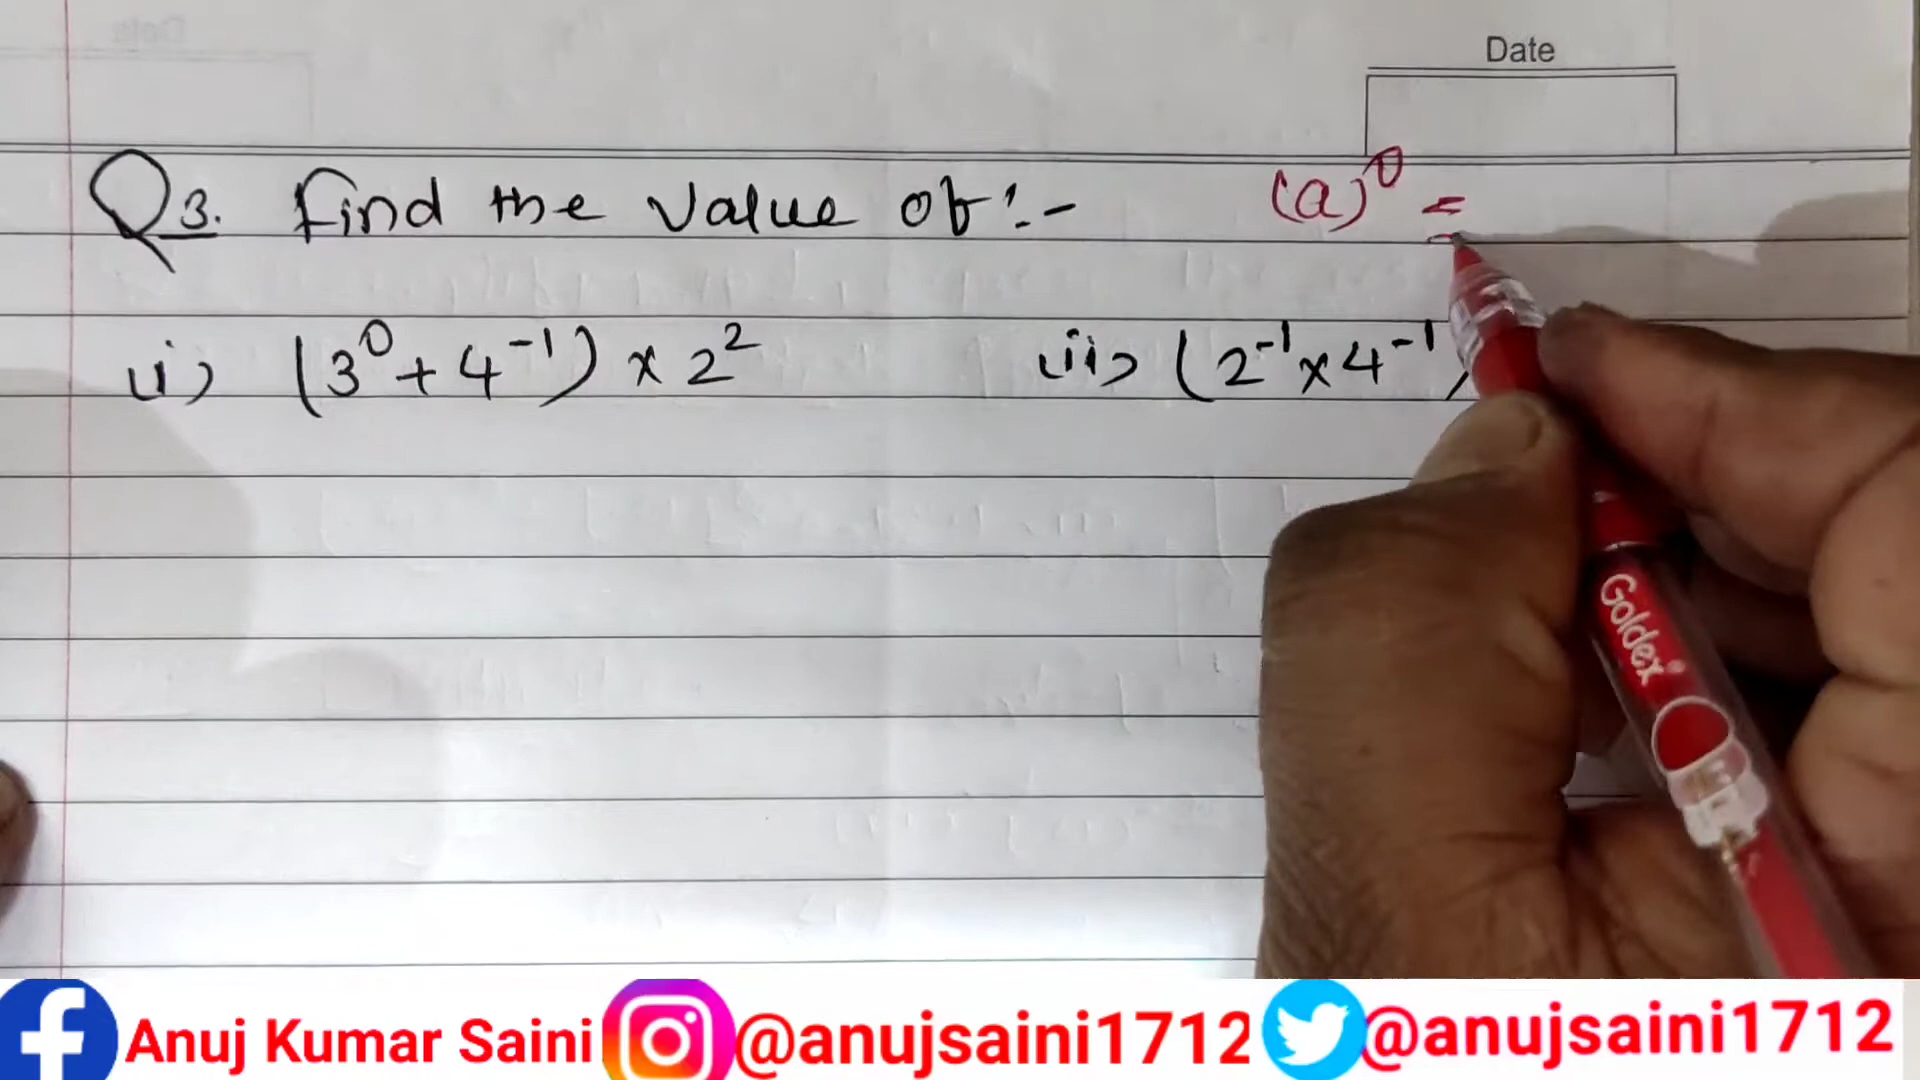 Date
Q3. Find the value of :-
(a)⁰ =
(i) (3⁰ + 4⁻¹) × 2²
(ii) (2⁻¹ × 4⁻¹)
Goldex
Anuj Kumar Saini @anujsaini1712 @anujsaini1712